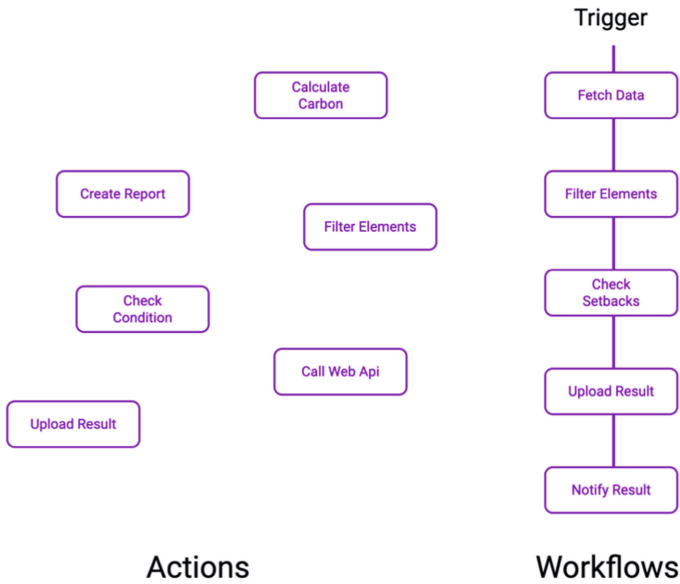 Trigger
Calculate
Carbon
Fetch Data
Create Report
Filter Elements
Filter Elements
Check
Condition
Check
Setbacks
Call Web Api
Upload Result
Upload Result
Notify Result
Actions
Workflows